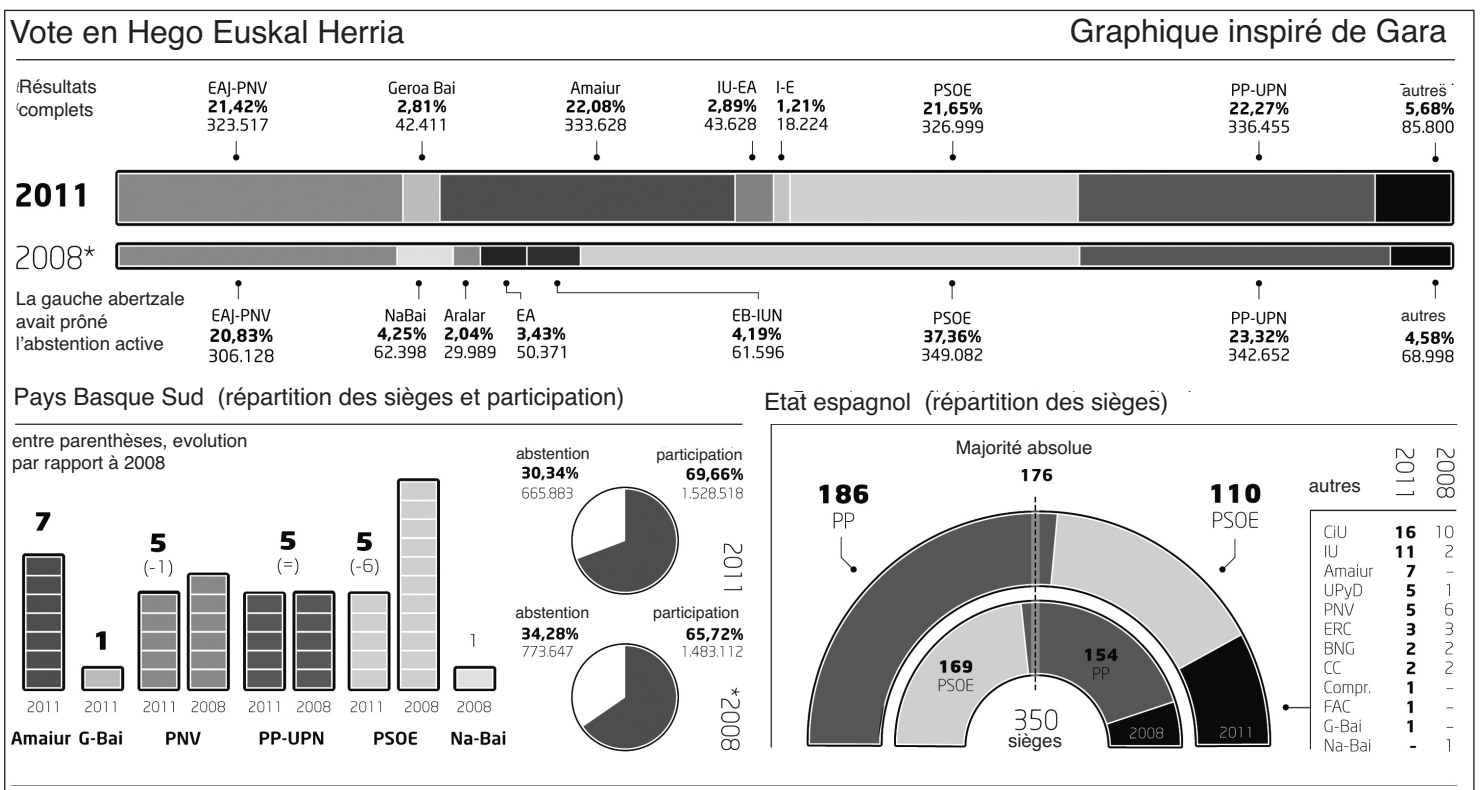 Vote en Hego Euskal Herria
Graphique inspiré de Gara
Résultats complets
EAJ-PNV
21,42%
323.517
Geroa Bai
2,81%
42.411
Amaiur
22,08%
333.628
IU-EA
2,89%
43.628
I-E
1,21%
18.224
PSOE
21,65%
326.999
PP-UPN
22,27%
336.455
autres
5,68%
85.800
2011
2008*
La gauche abertzale
avait prôné
l'abstention active
EAJ-PNV
20,83%
306.128
NaBai
4,25%
62.398
Aralar
2,04%
29.989
EA
3,43%
50.371
EB-IUN
4,19%
61.596
PSOE
37,36%
349.082
PP-UPN
23,32%
342.652
autres
4,58%
68.998
Pays Basque Sud (répartition des sièges et participation)
entre parenthèses, evolution
par rapport à 2008
7
1
5
(-1)
5
(=)
5
(-6)
1
2011
2011
2011 2008
2011 2008
2011 2008
2008
Amaiur G-Bai PNV PP-UPN PSOE Na-Bai
abstention
30,34%
665.883
participation
69,66%
1.528.518
2011
abstention
34,28%
773.647
participation
65,72%
1.483.112
*2008
Etat espagnol (répartition des sièges)
Majorité absolue
176
186
PP
110
PSOE
169
PSOE
154
PP
350
sièges
2008
2011
autres 2011 2008
CiU 16 10
IU 11 2
Amaiur 7 -
UPyD 5 1
PNV 5 6
ERC 3 3
BNG 2 2
CC 2 2
Compr. 1 -
FAC 1 -
G-Bai 1 -
Na-Bai - 1